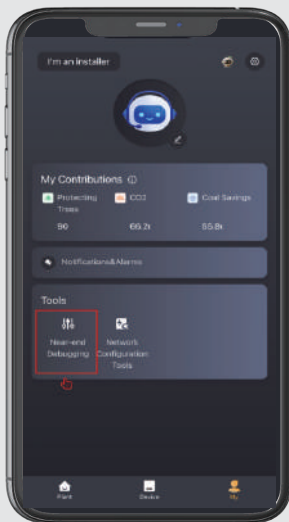 I'm an installer
My Contributions
Protecting CO2 Coal Savings
Trees
90 66.2t 55.8t
Notifications&Alarms
Tools
Near-end Network
Debugging Configuration
Tools
Plant Device My